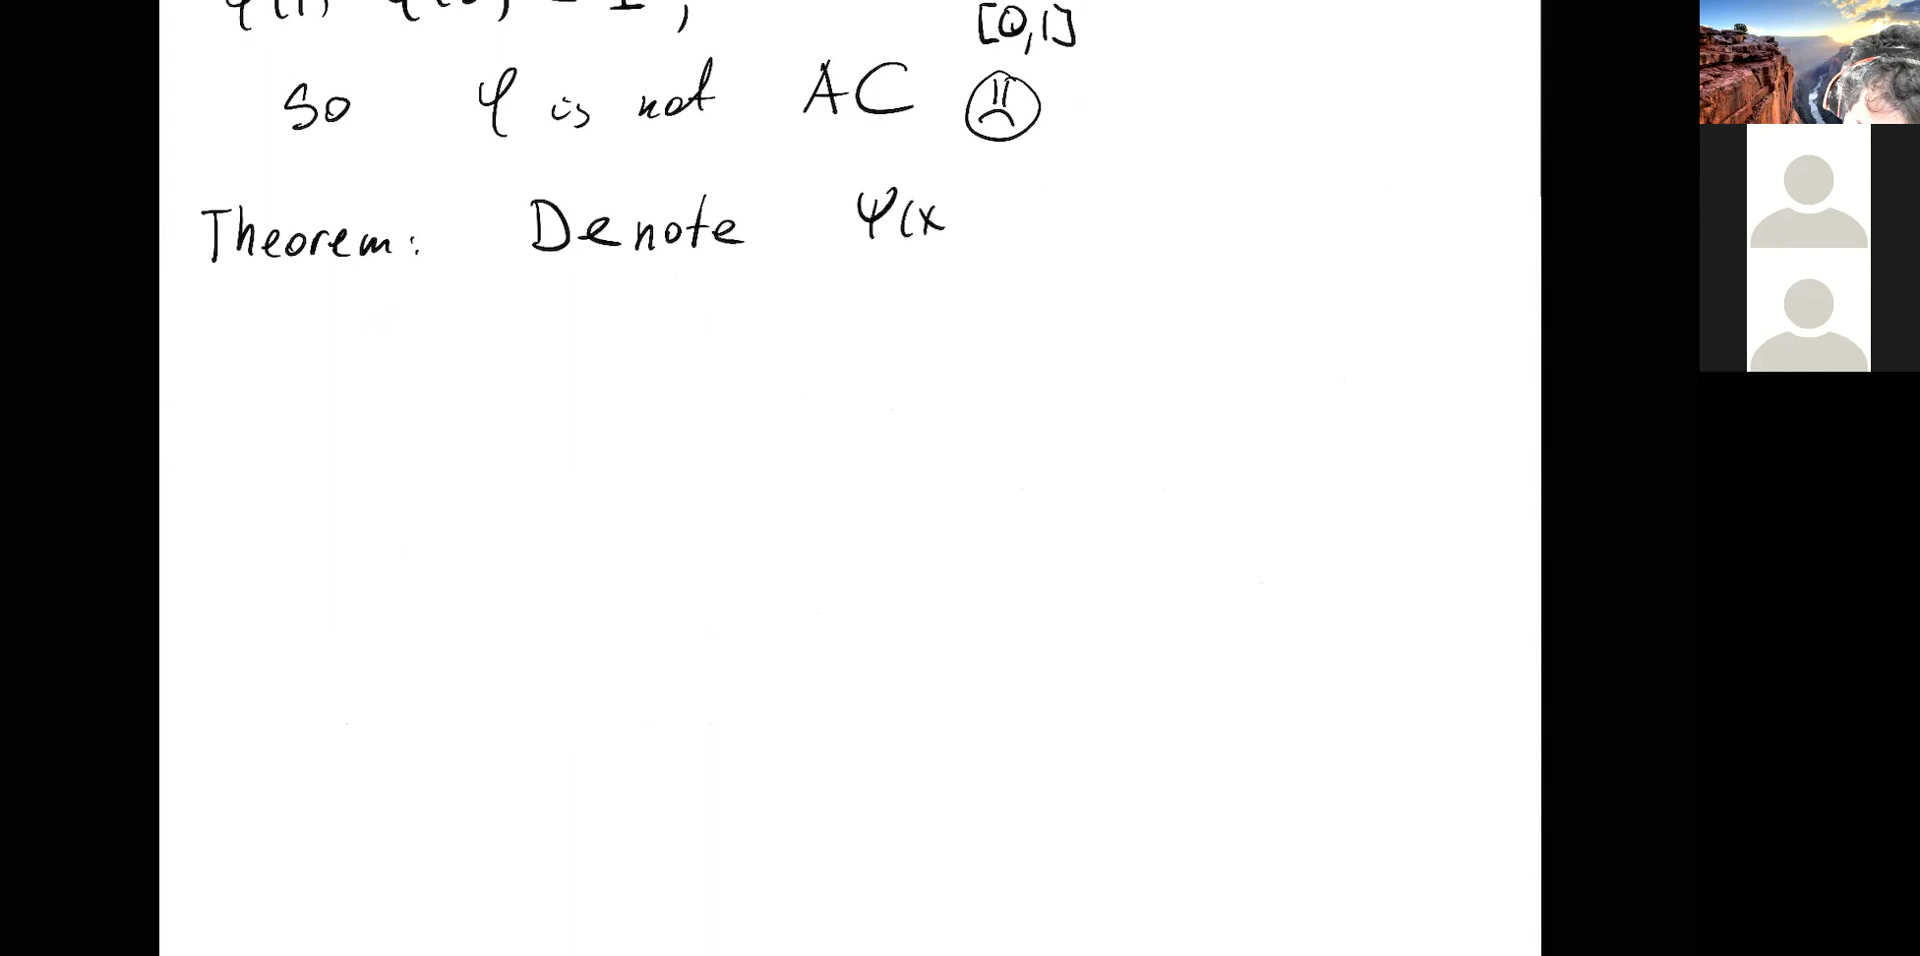 [0,1]
so φ is not AC
Theorem: Denote ψ(x